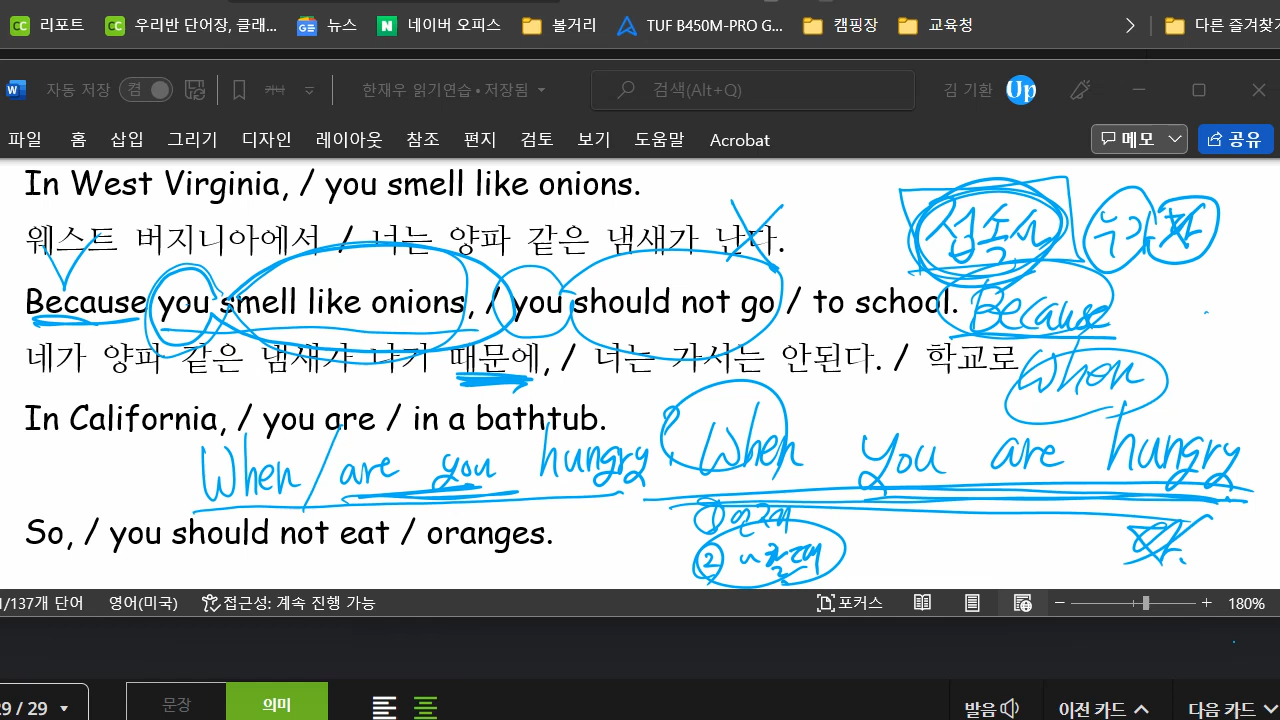 리포트 우리반 단어장, 클래... 뉴스 네이버 오피스 볼거리 TUF B450M-PRO G... 캠핑장 교육청 다른 즐겨찾기
자동 저장 켬 한재우 읽기연습 • 저장됨 검색(Alt+Q) 김 기환 Up
파일 홈 삽입 그리기 디자인 레이아웃 참조 편지 검토 보기 도움말 Acrobat 메모 공유
In West Virginia, / you smell like onions.
접속사 누가
웨스트 버지니아에서 / 너는 양파 같은 냄새가 난다.
Because you smell like onions, / you should not go / to school.
Because
네가 양파 같은 냄새가 나기 때문에, / 너는 가서는 안된다. / 학교로
When
In California, / you are / in a bathtub.
When / are you hungry When you are hungry
① 언제
So, / you should not eat / oranges.
② ~할 때
1/137개 단어 영어(미국) 접근성: 계속 진행 가능 포커스 180%
29 / 29 문장 의미 발음 이전 카드 다음 카드